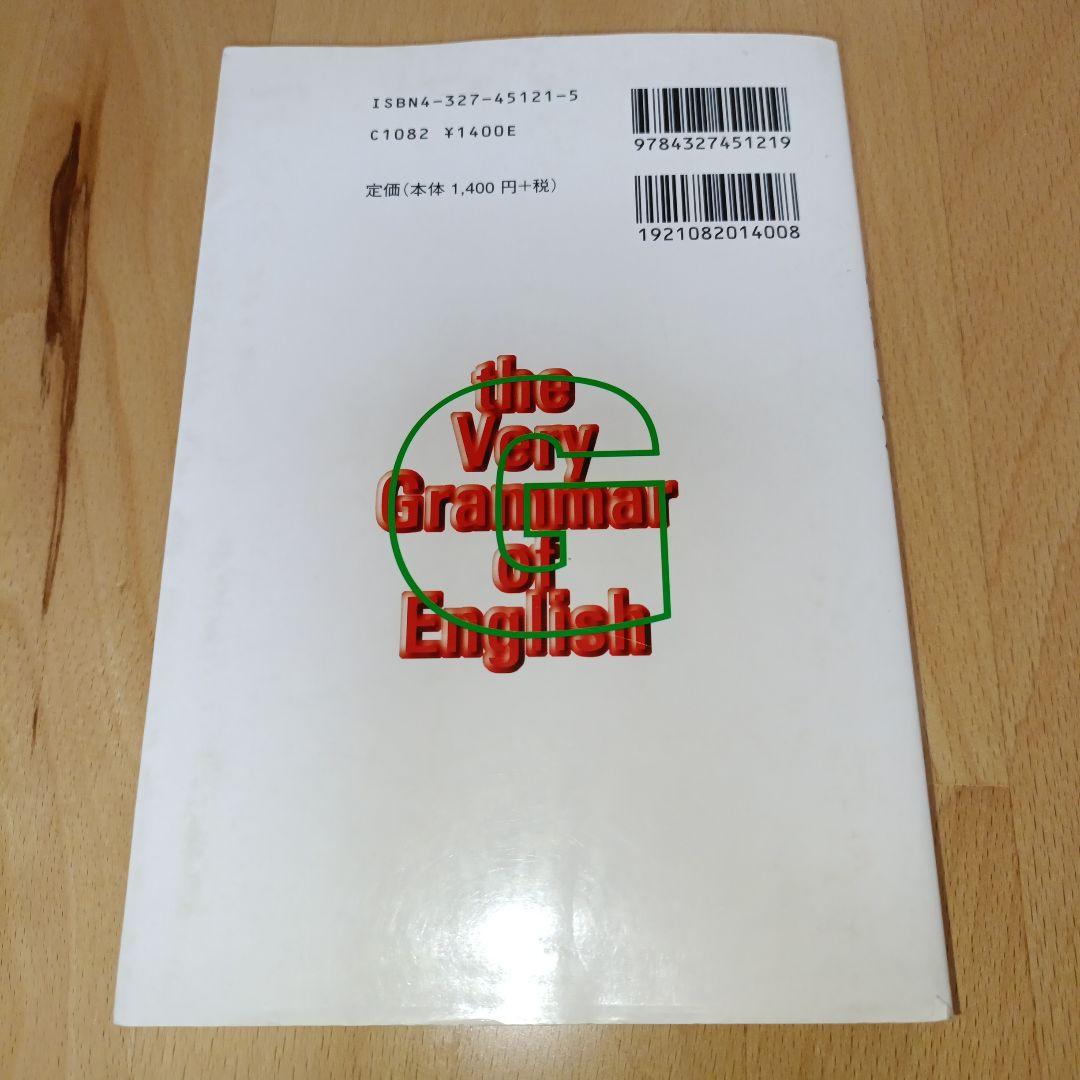 ISBN4-327-45121-5
C1082 ¥1400E
定価(本体 1,400 円+税)
9784327451219
1921082014008
the
Very
Grammar
of
English
G